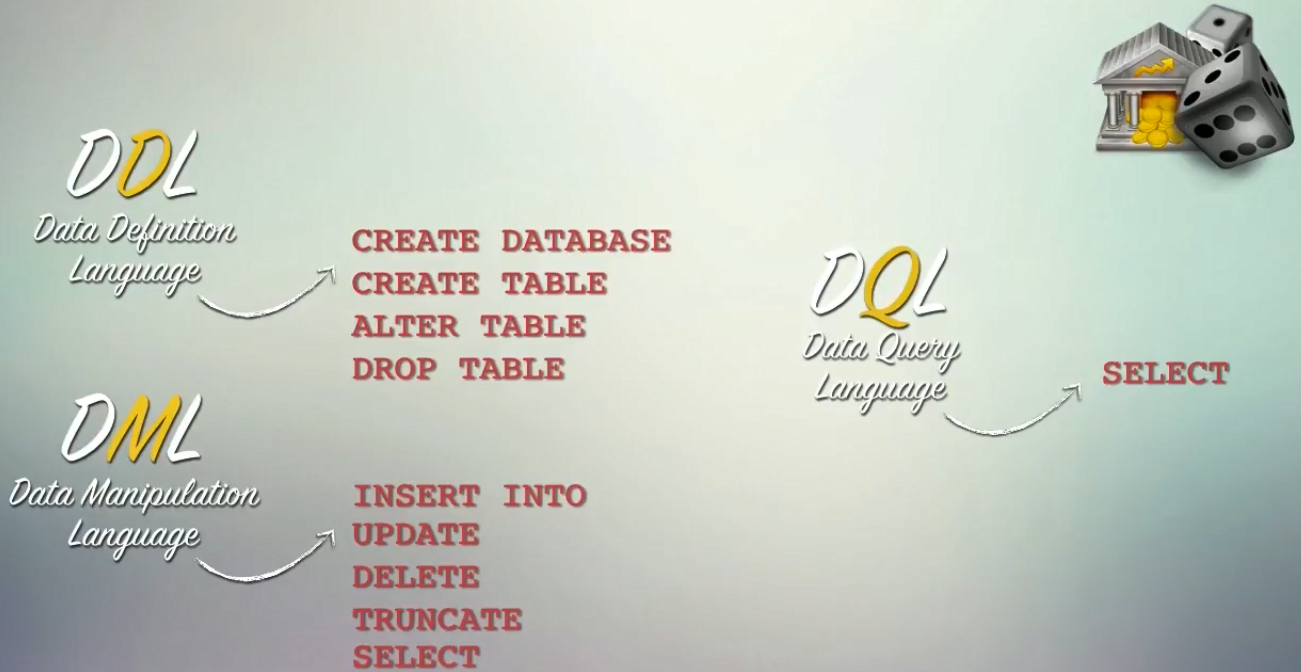 DDL
Data Definition
Language
CREATE DATABASE
CREATE TABLE
ALTER TABLE
DROP TABLE
DML
Data Manipulation
Language
INSERT INTO
UPDATE
DELETE
TRUNCATE
SELECT
DQL
Data Query
Language
SELECT